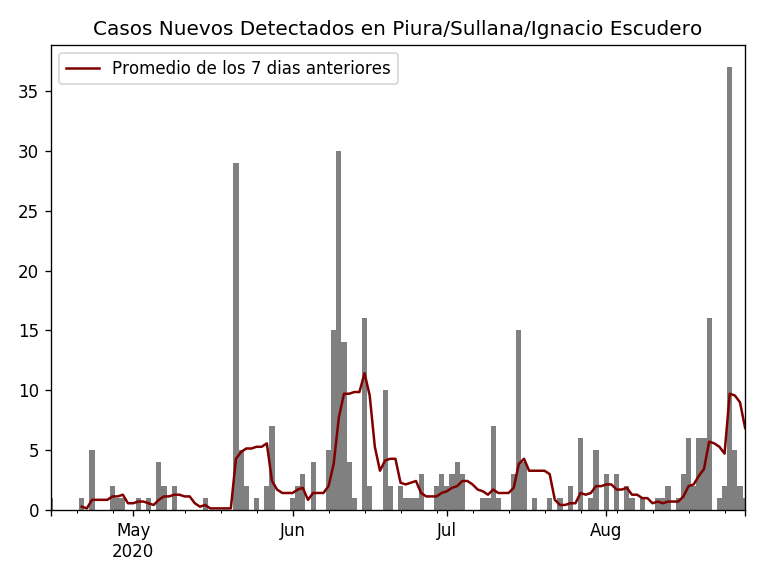 Casos Nuevos Detectados en Piura/Sullana/Ignacio Escudero
Promedio de los 7 dias anteriores
35
30
25
20
15
10
5
0
May
2020
Jun
Jul
Aug